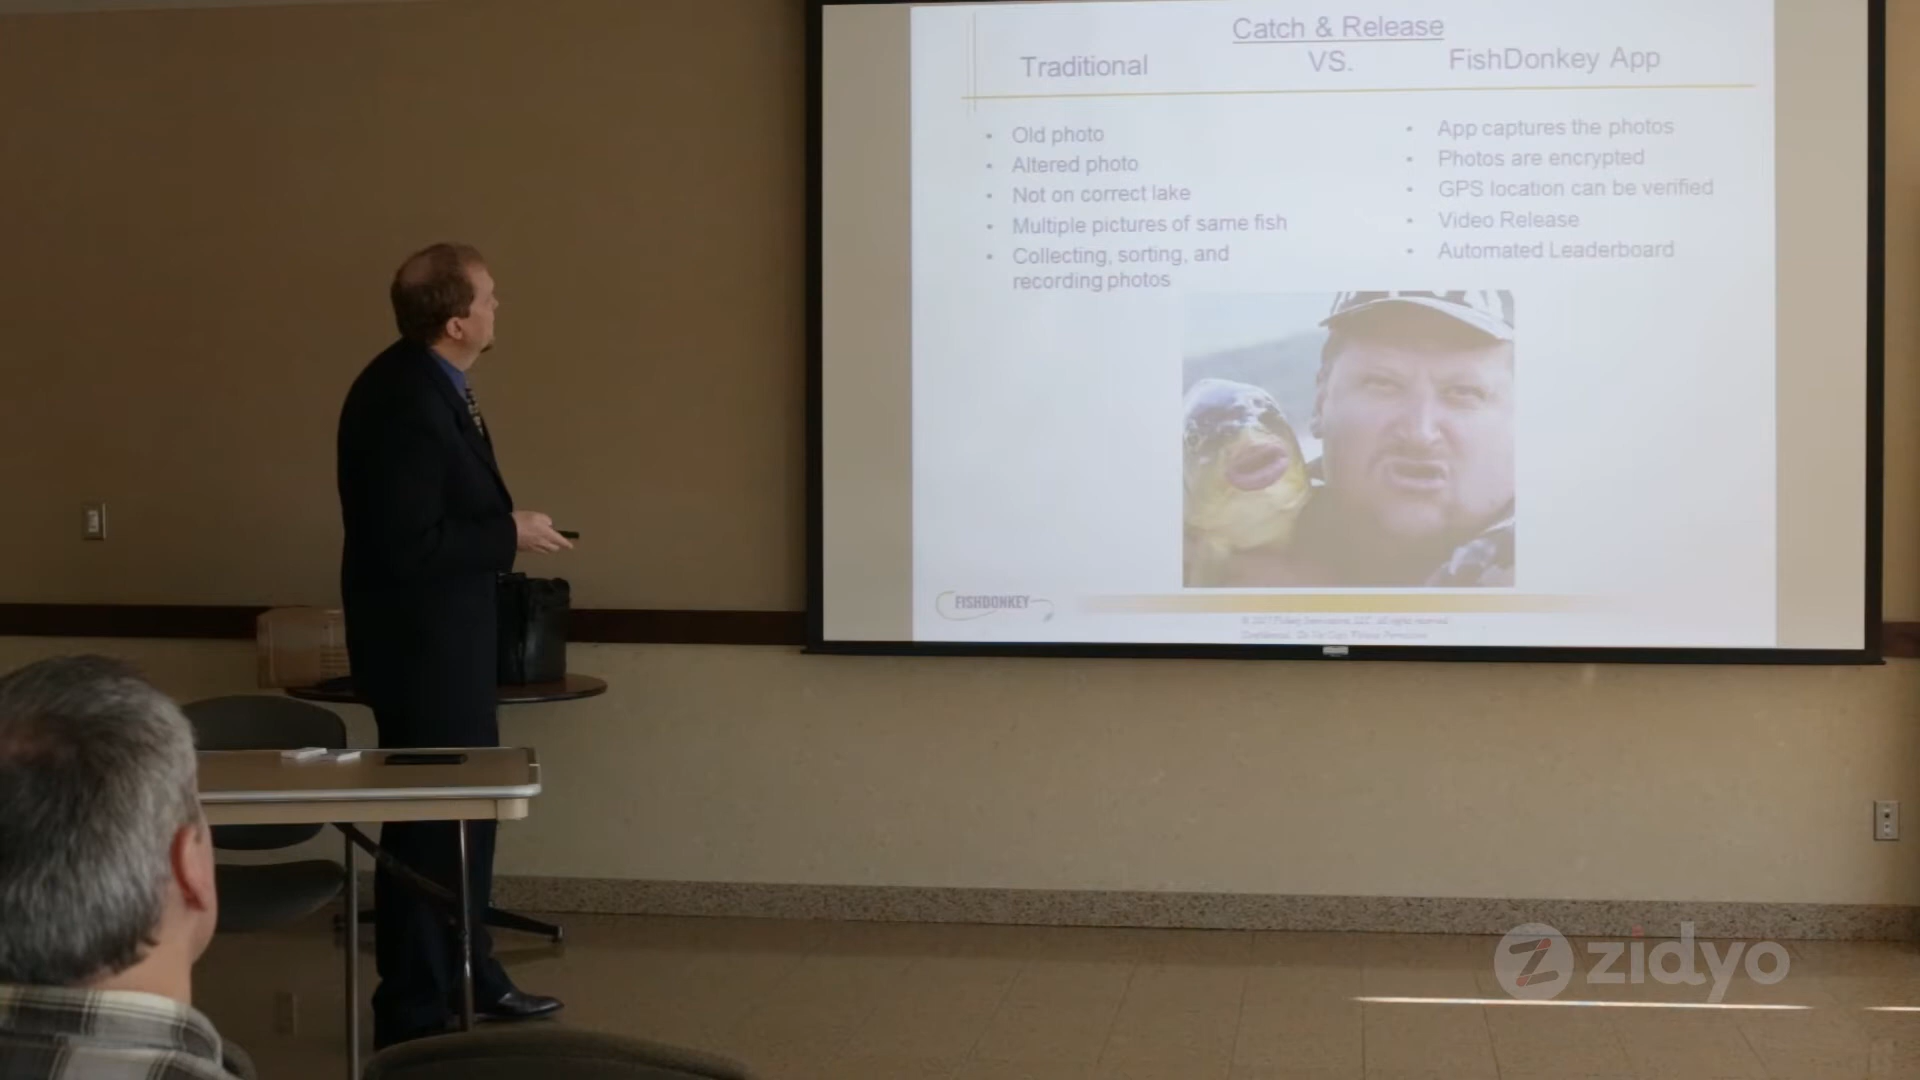 Catch & Release
Traditional VS. FishDonkey App
• Old photo
• Altered photo
• Not on correct lake
• Multiple pictures of same fish
• Collecting, sorting, and
recording photos
• App captures the photos
• Photos are encrypted
• GPS location can be verified
• Video Release
• Automated Leaderboard
FISHDONKEY
zidyo